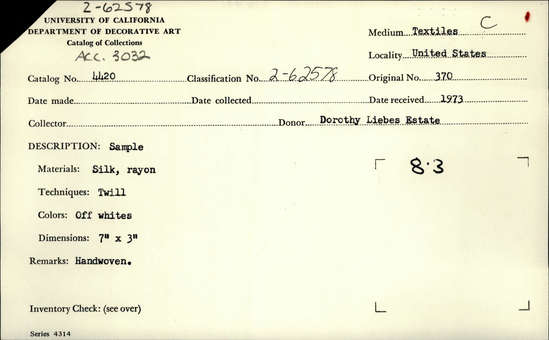 2-62578
UNIVERSITY OF CALIFORNIA
DEPARTMENT OF DECORATIVE ART
Catalog of Collections
Acc. 3032
C
Medium Textiles
Locality United States
Catalog No. 4420 Classification No. 2-62578 Original No. 370
Date made Date collected Date received 1973
Collector Donor Dorothy Liebes Estate
DESCRIPTION: Sample
8.3
Materials: Silk, rayon
Techniques: Twill
Colors: Off whites
Dimensions: 7" x 3"
Remarks: Handwoven.
Inventory Check: (see over)
Series 4314